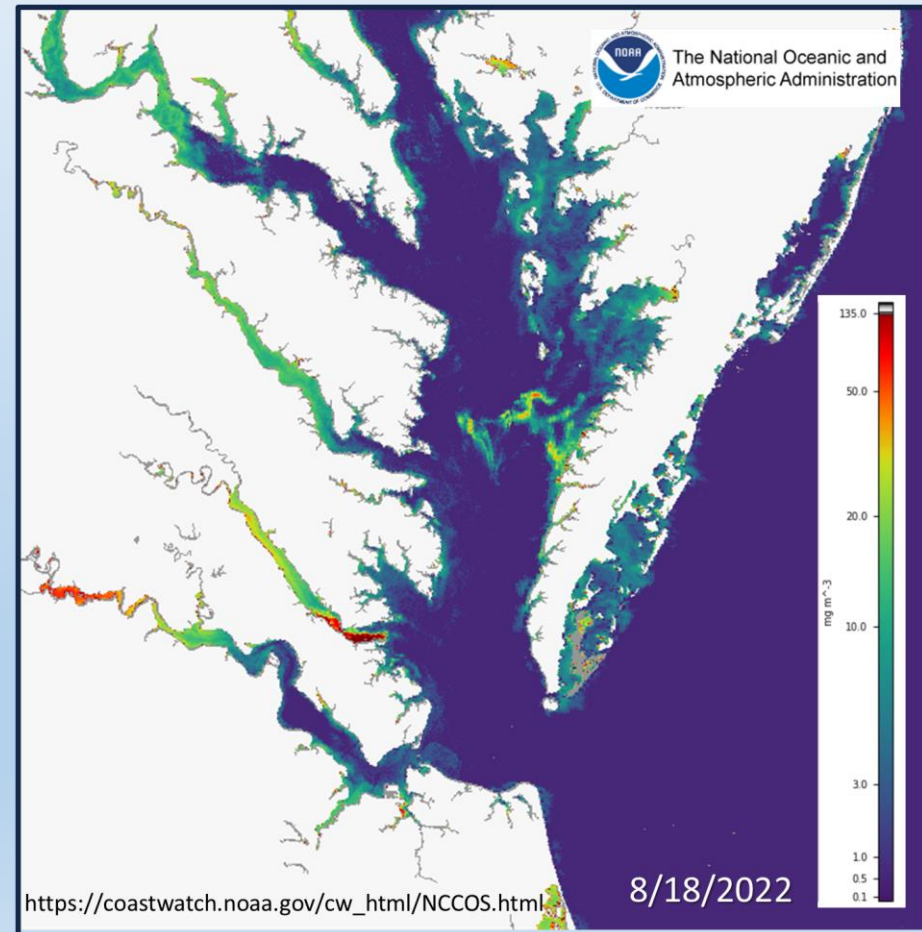 NOAA
The National Oceanic and
Atmospheric Administration
135.0
50.0
20.0
mg m^-3
10.0
3.0
1.0
0.5
0.1
https://coastwatch.noaa.gov/cw_html/NCCOS.html
8/18/2022